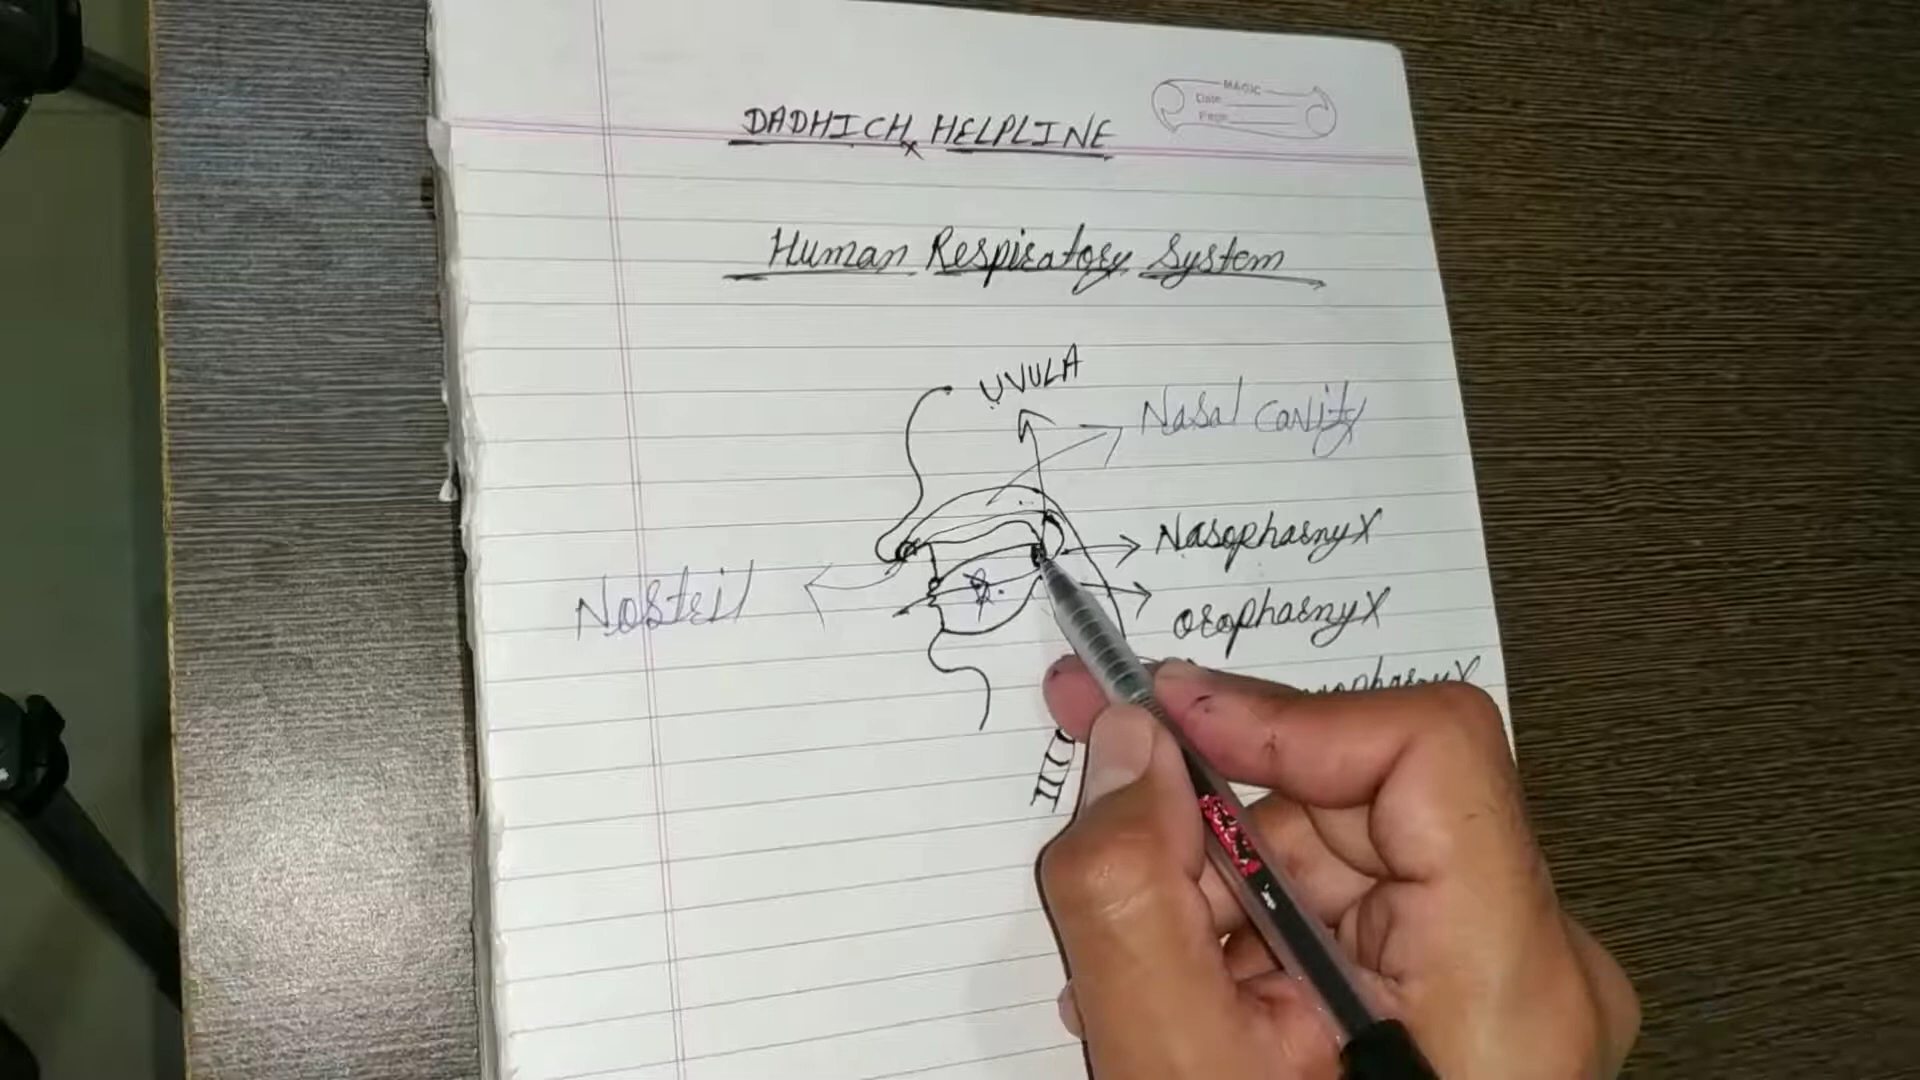 MAGIC
Date
Page
DADHICH HELPLINE
Human Respiratory System
UVULA
Nasal cavity
NasopharnyX
Nostril
oropharnyX